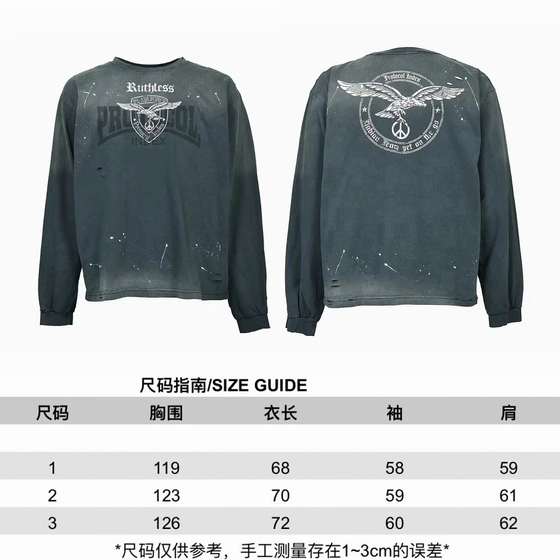 Ruthless
PROTOCOL
INDEX
Protocol Index
尺码指南/SIZE GUIDE
尺码 胸围 衣长 袖 肩
1 119 68 58 59
2 123 70 59 61
3 126 72 60 62
*尺码仅供参考，手工测量存在1~3cm的误差*